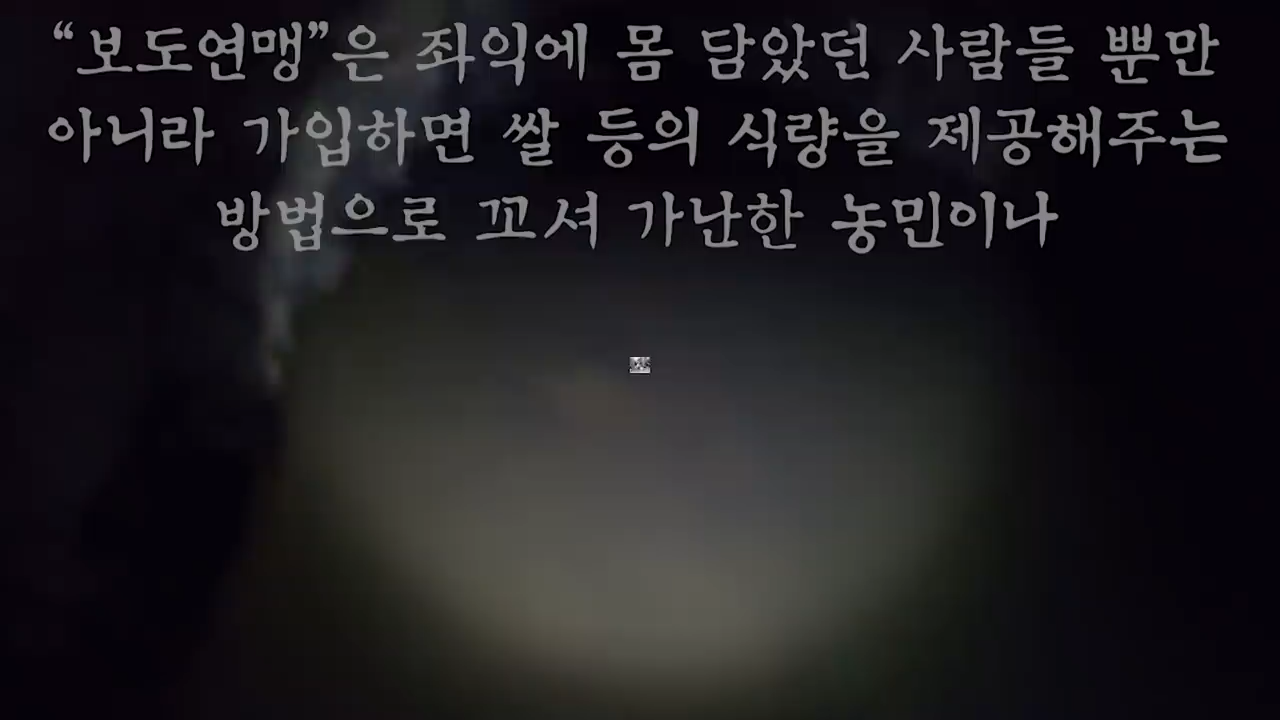 “보도연맹”은 좌익에 몸 담았던 사람들 뿐만
아니라 가입하면 쌀 등의 식량을 제공해주는
방법으로 꼬셔 가난한 농민이나